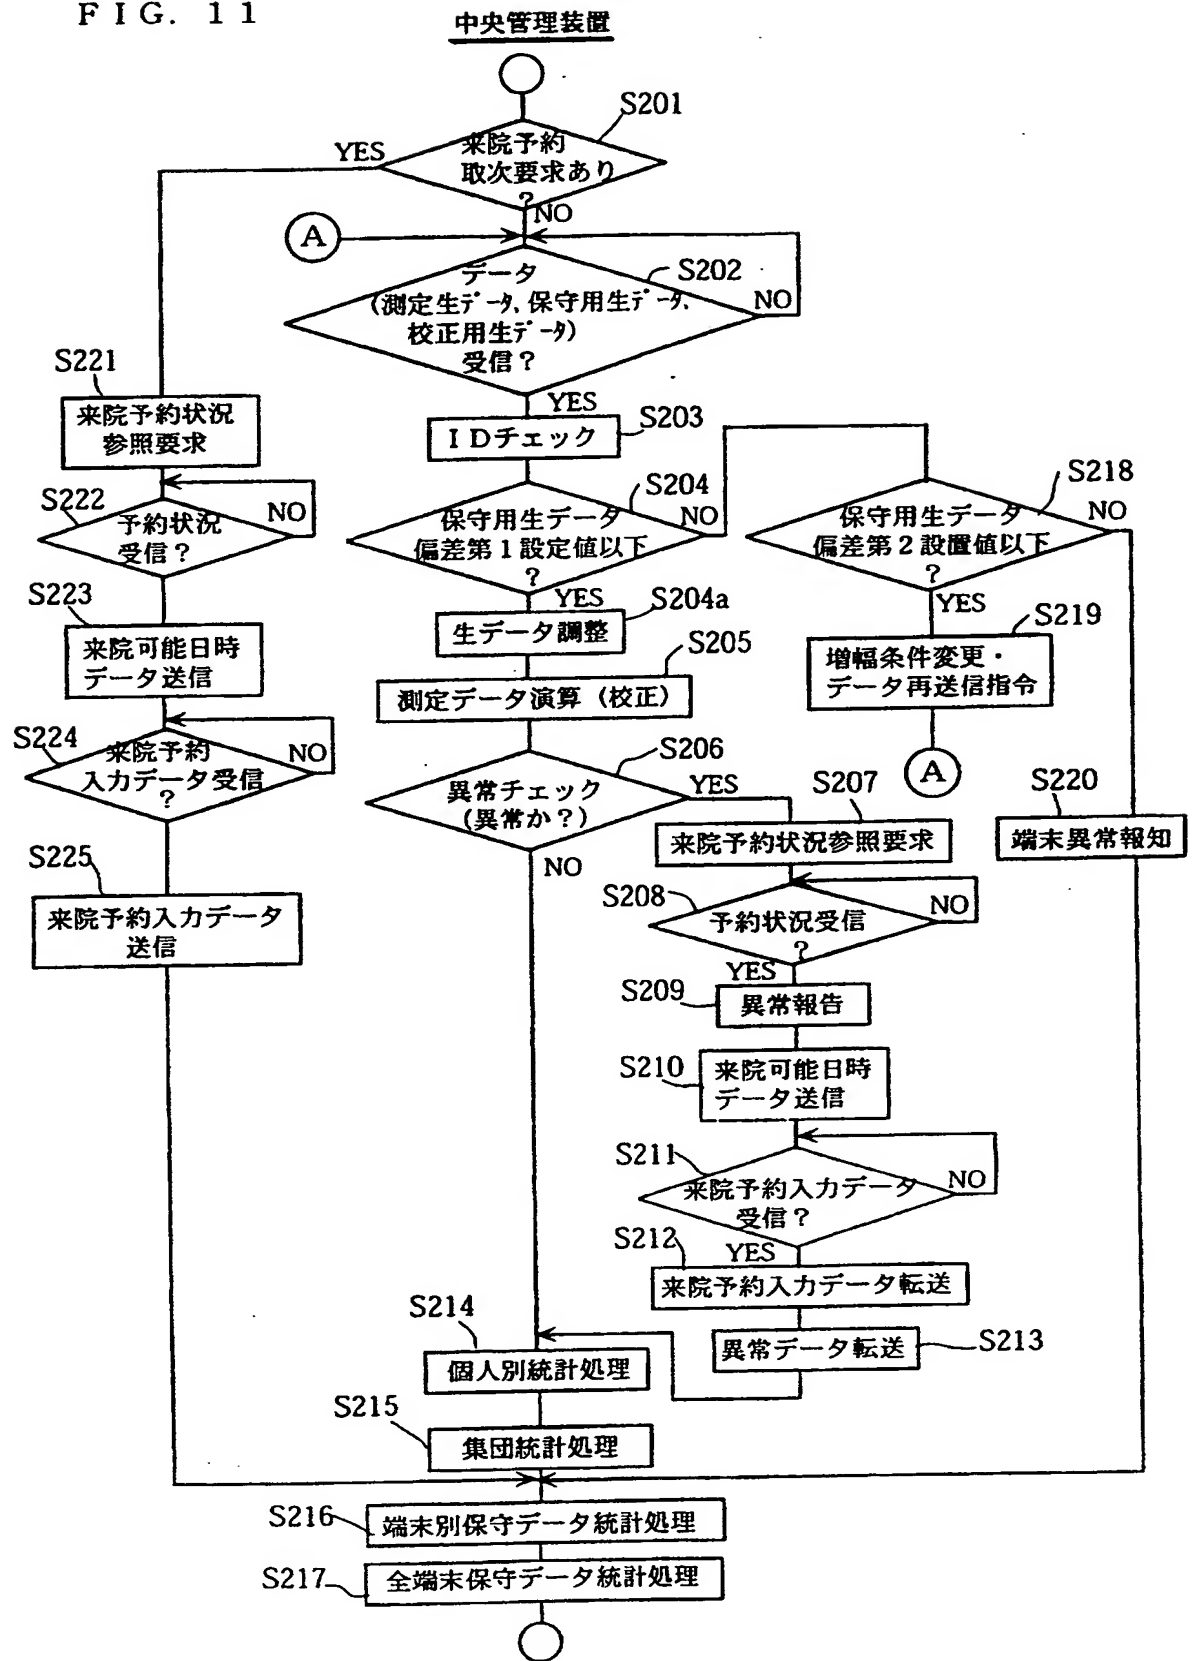 FIG. 11
中央管理装置
S201
YES
来院予約
取次要求あり
?
NO
A
S202
データ
(測定生データ、保守用生データ、
校正用生データ)
受信?
NO
YES
S221
来院予約状況
参照要求
S203
IDチェック
S222
予約状況
受信?
NO
S204
保守用生データ
偏差第1設定値以下
?
NO
YES
S218
保守用生データ
偏差第2設置値以下
?
NO
YES
S223
来院可能日時
データ送信
S204a
生データ調整
S219
増幅条件変更・
データ再送信指令
S205
測定データ演算(校正)
A
S224
来院予約
入力データ受信
?
NO
S206
異常チェック
(異常か?)
YES
NO
S207
来院予約状況参照要求
S220
端末異常報知
S225
来院予約入力データ
送信
S208
予約状況受信
?
NO
YES
S209
異常報告
S210
来院可能日時
データ送信
S211
来院予約入力データ
受信?
NO
YES
S212
来院予約入力データ転送
S213
異常データ転送
S214
個人別統計処理
S215
集団統計処理
S216
端末別保守データ統計処理
S217
全端末保守データ統計処理